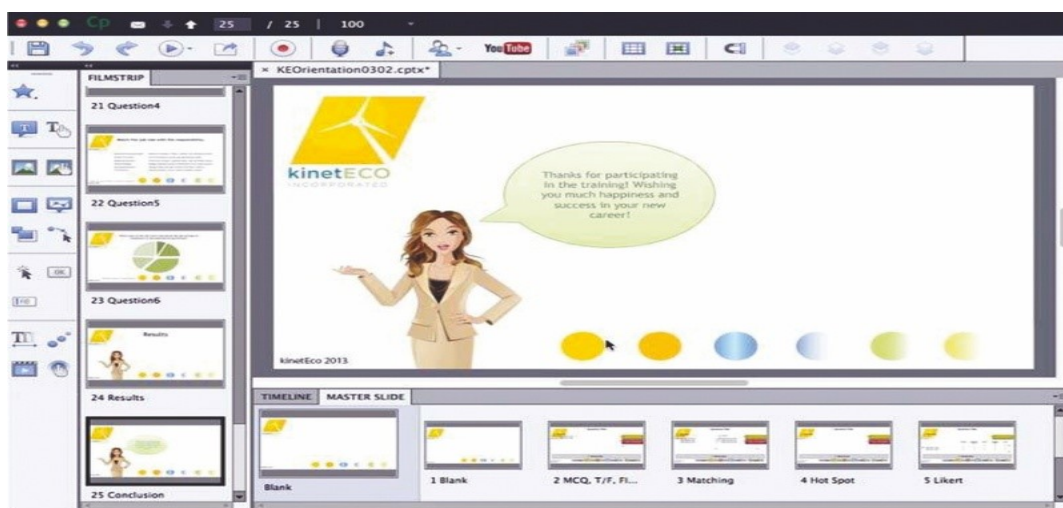 Cp 25 / 25 100
YouTube
FILMSTRIP
× KEOrientation0302.cptx*
21 Question4
22 Question5
23 Question6
Results
24 Results
25 Conclusion
kinetECO
INCORPORATED
Thanks for participating
in the training! Wishing
you much happiness and
success in your new
career!
kinetEco 2013
TIMELINE MASTER SLIDE
Blank
1 Blank
2 MCQ, T/F, FI...
3 Matching
4 Hot Spot
5 Likert